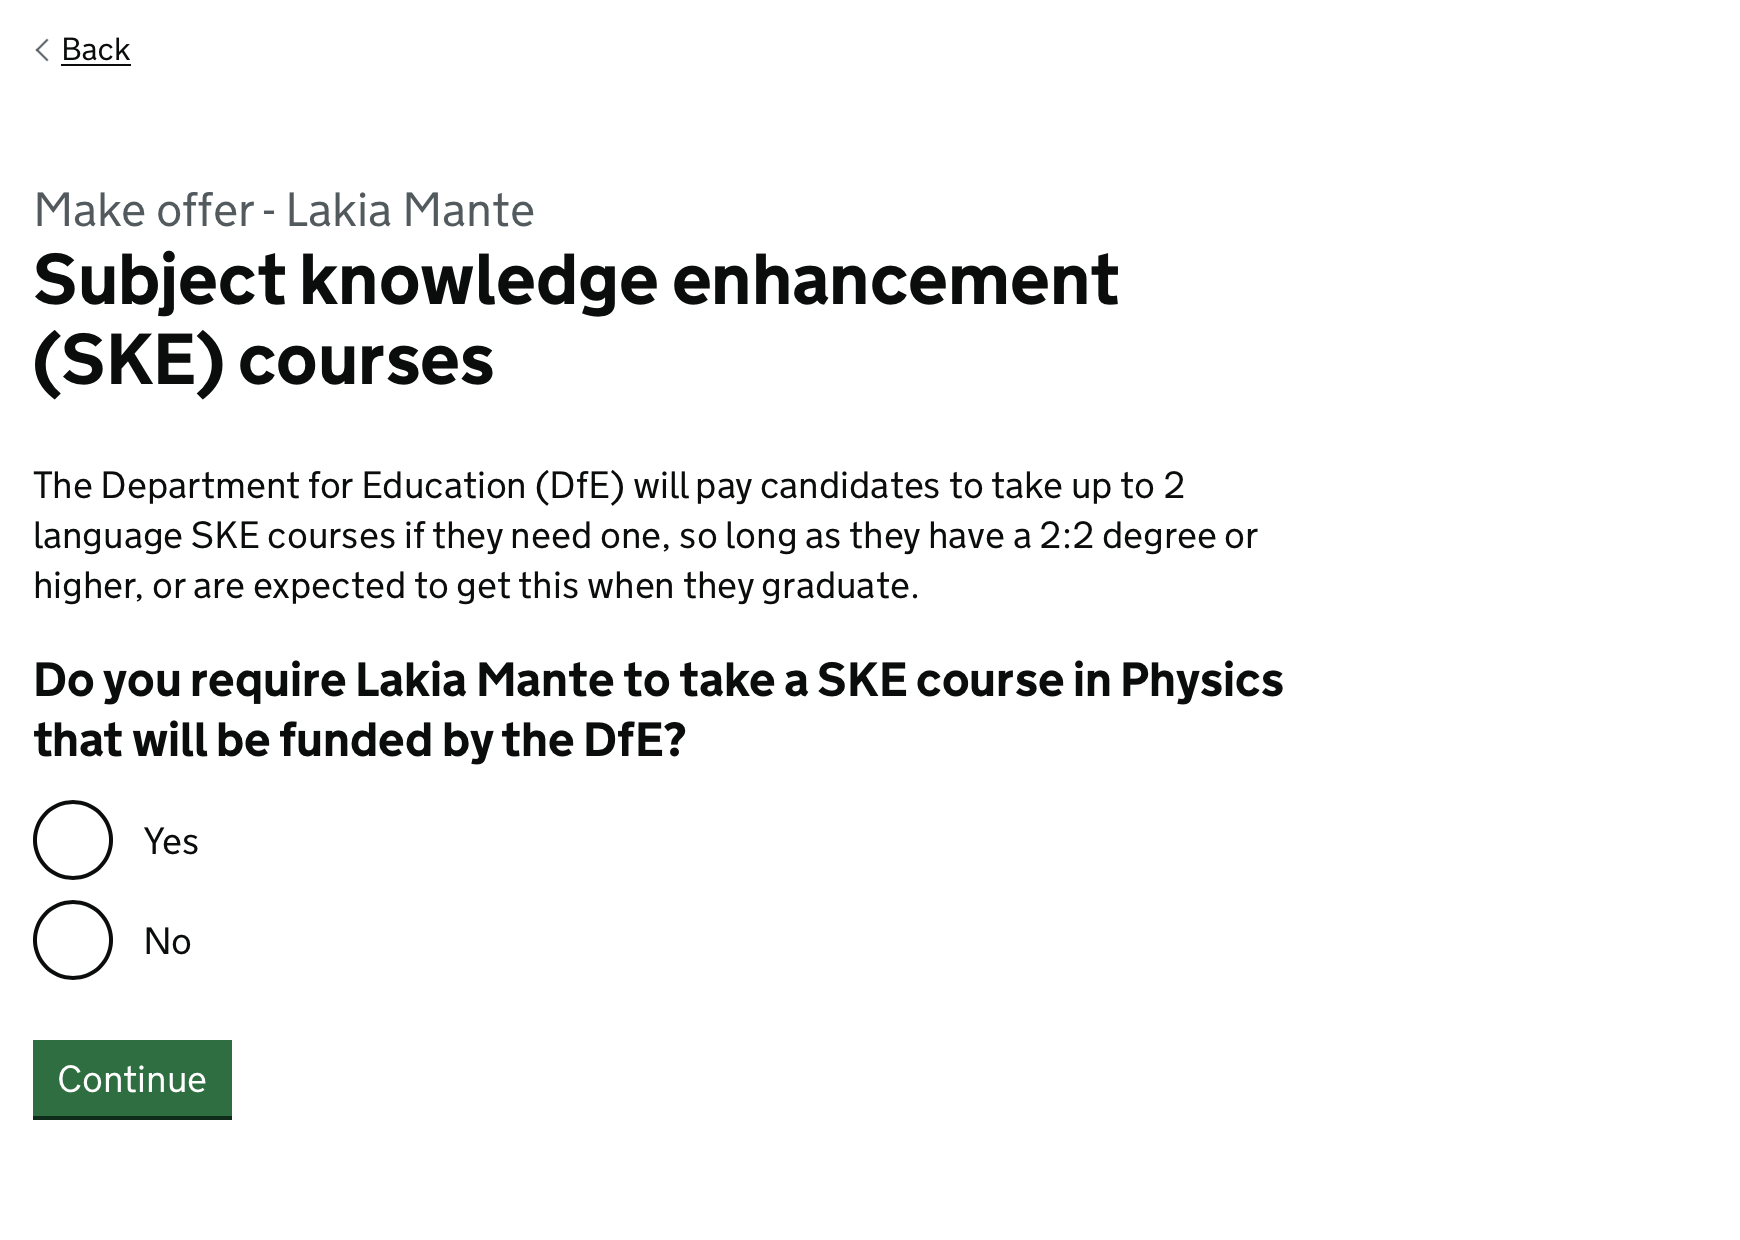 Back
Make offer - Lakia Mante
Subject knowledge enhancement
(SKE) courses
The Department for Education (DfE) will pay candidates to take up to 2
language SKE courses if they need one, so long as they have a 2:2 degree or
higher, or are expected to get this when they graduate.
Do you require Lakia Mante to take a SKE course in Physics
that will be funded by the DfE?
Yes
No
Continue